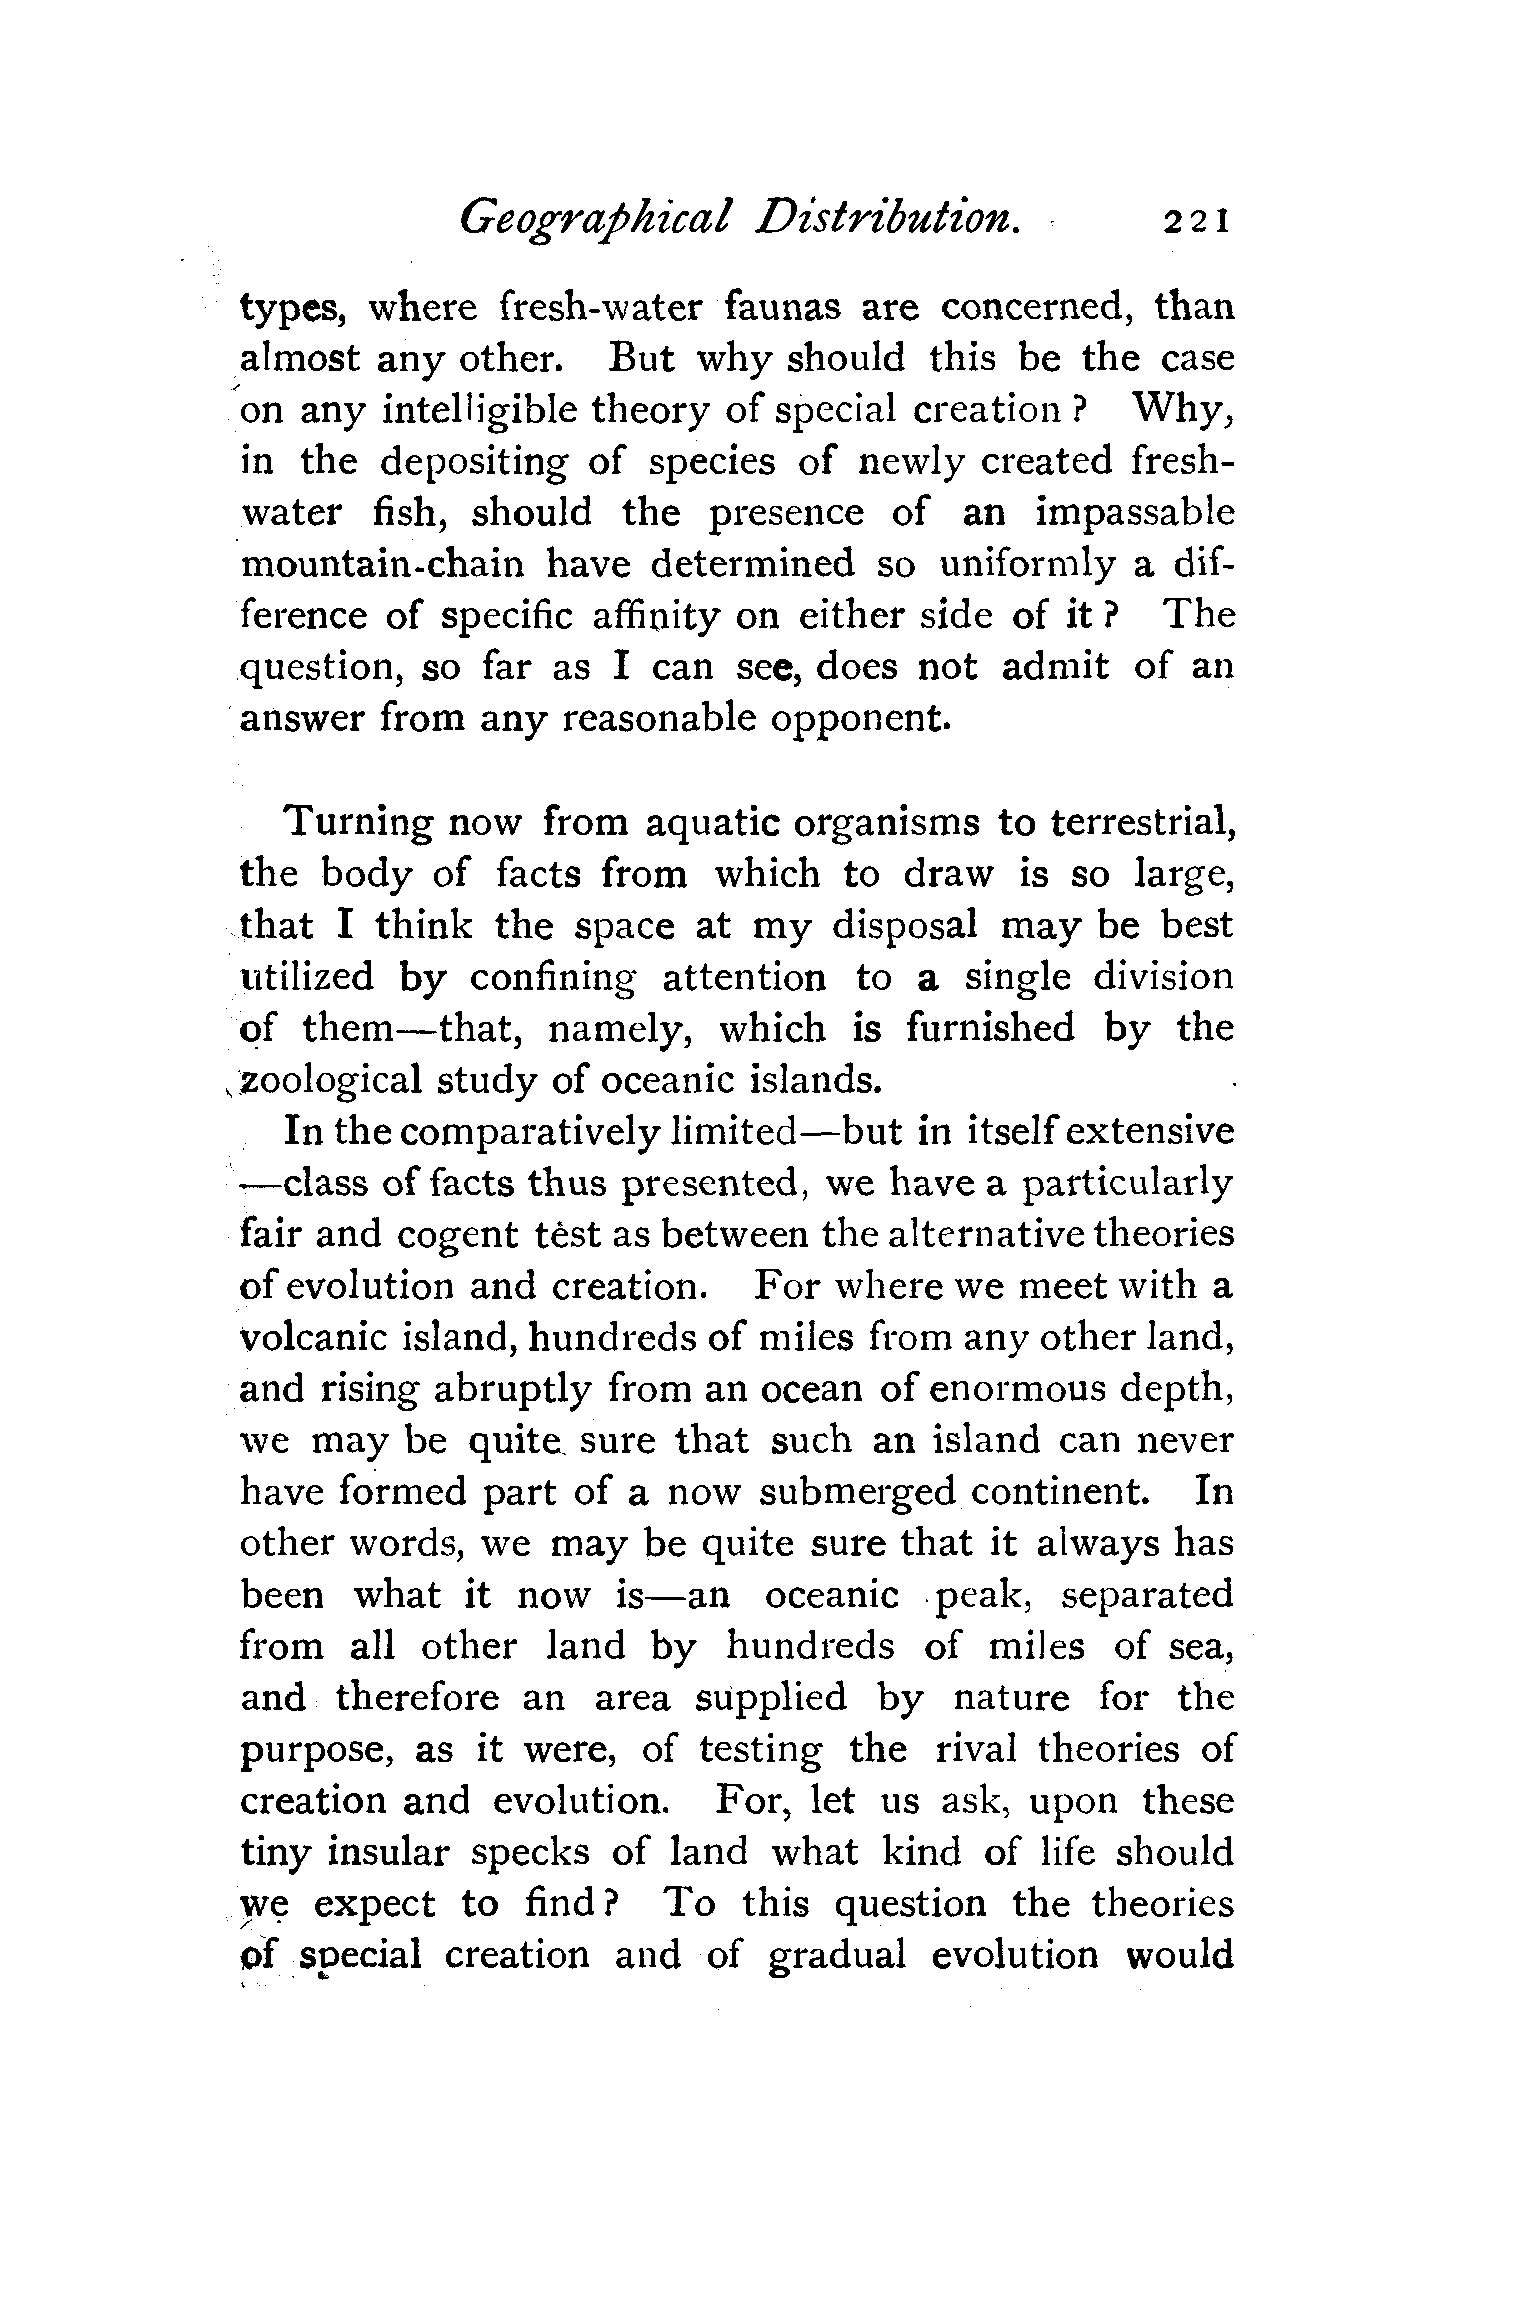 Geographical Distribution. 221
types, where fresh-water faunas are concerned, than
almost any other. But why should this be the case
on any intelligible theory of special creation? Why,
in the depositing of species of newly created fresh-
water fish, should the presence of an impassable
mountain-chain have determined so uniformly a dif-
ference of specific affinity on either side of it? The
question, so far as I can see, does not admit of an
answer from any reasonable opponent.
Turning now from aquatic organisms to terrestrial,
the body of facts from which to draw is so large,
that I think the space at my disposal may be best
utilized by confining attention to a single division
of them—that, namely, which is furnished by the
zoological study of oceanic islands.
In the comparatively limited—but in itself extensive
—class of facts thus presented, we have a particularly
fair and cogent test as between the alternative theories
of evolution and creation. For where we meet with a
volcanic island, hundreds of miles from any other land,
and rising abruptly from an ocean of enormous depth,
we may be quite sure that such an island can never
have formed part of a now submerged continent. In
other words, we may be quite sure that it always has
been what it now is—an oceanic peak, separated
from all other land by hundreds of miles of sea,
and therefore an area supplied by nature for the
purpose, as it were, of testing the rival theories of
creation and evolution. For, let us ask, upon these
tiny insular specks of land what kind of life should
we expect to find? To this question the theories
of special creation and of gradual evolution would